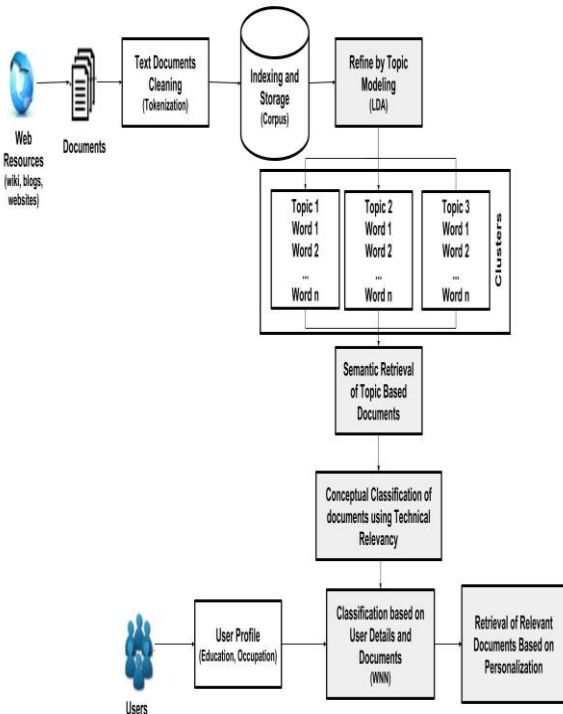 Web
Resources
(wiki, blogs,
websites)
Documents
Text Documents
Cleaning
(Tokenization)
Indexing and
Storage
(Corpus)
Refine by Topic
Modeling
(LDA)
Topic 1
Word 1
Word 2
...
Word n
Topic 2
Word 1
Word 2
...
Word n
Topic 3
Word 1
Word 2
...
Word n
Clusters
Semantic Retrieval
of Topic Based
Documents
Conceptual Classification of
documents using Technical
Relevancy
Users
User Profile
(Education, Occupation)
Classification based on
User Details and
Documents
(WNN)
Retrieval of Relevant
Documents Based on
Personalization